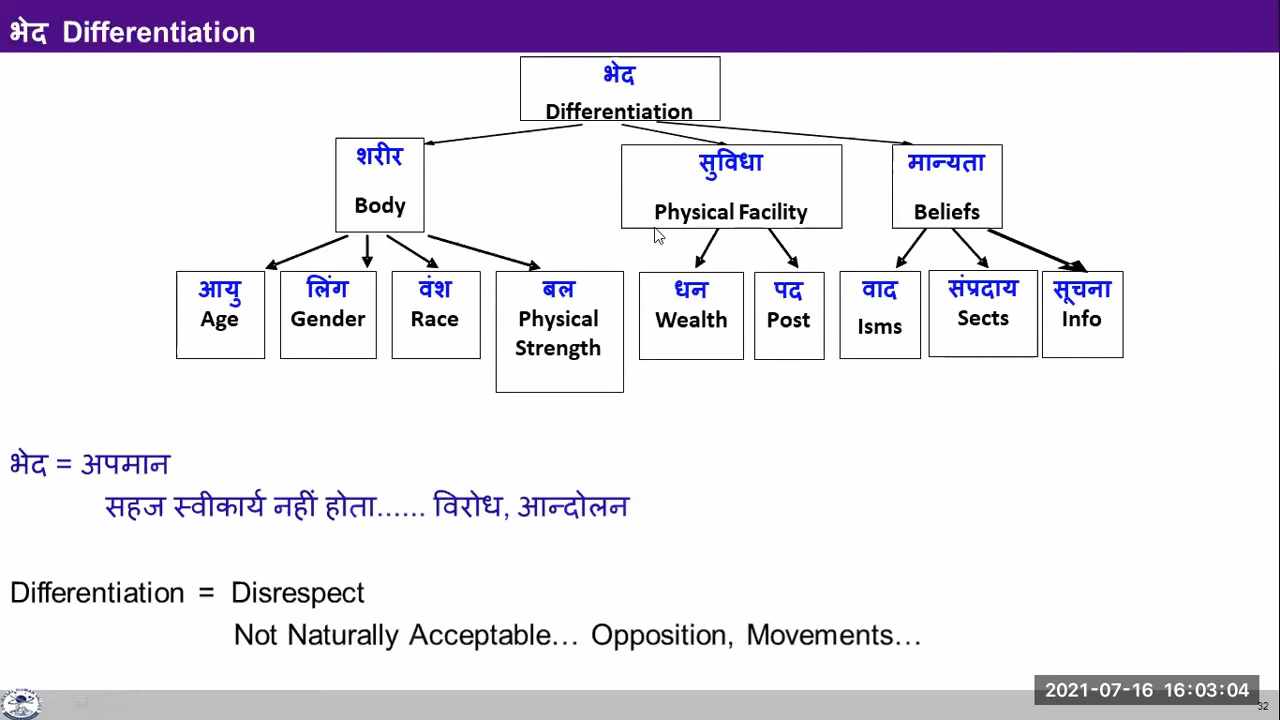 भेद Differentiation
भेद
Differentiation
शरीर
Body
सुविधा
Physical Facility
मान्यता
Beliefs
आयु
Age
लिंग
Gender
वंश
Race
बल
Physical
Strength
धन
Wealth
पद
Post
वाद
Isms
संप्रदाय
Sects
सूचना
Info
भेद = अपमान
सहज स्वीकार्य नहीं होता...... विरोध, आन्दोलन
Differentiation = Disrespect
Not Naturally Acceptable… Opposition, Movements…
2021-07-16 16:03:04
32